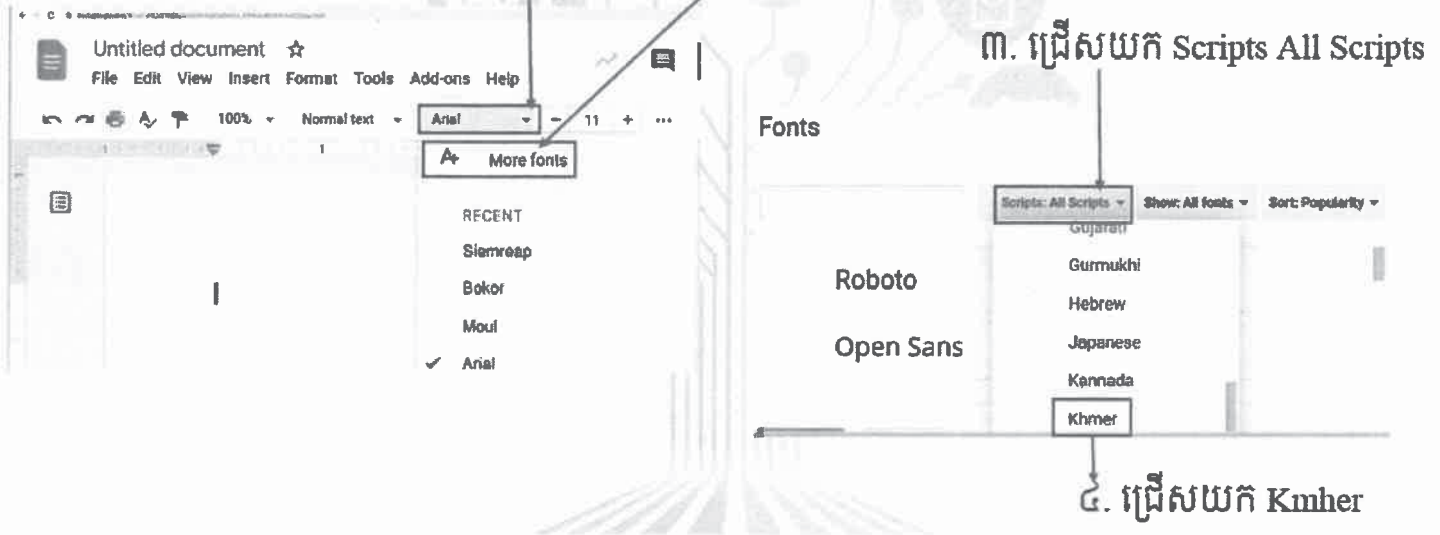 Untitled document
File Edit View Insert Format Tools Add-ons Help
100% Normal text Arial - 11 + ...
1
More fonts
RECENT
Siemreap
Bokor
Moul
Arial
៣. ជ្រើសយក Scripts All Scripts
Fonts
Scripts: All Scripts Show: All fonts Sort: Popularity
Gujarati
Gurmukhi
Roboto
Hebrew
Open Sans
Japanese
Kannada
Khmer
៤. ជ្រើសយក Kmher